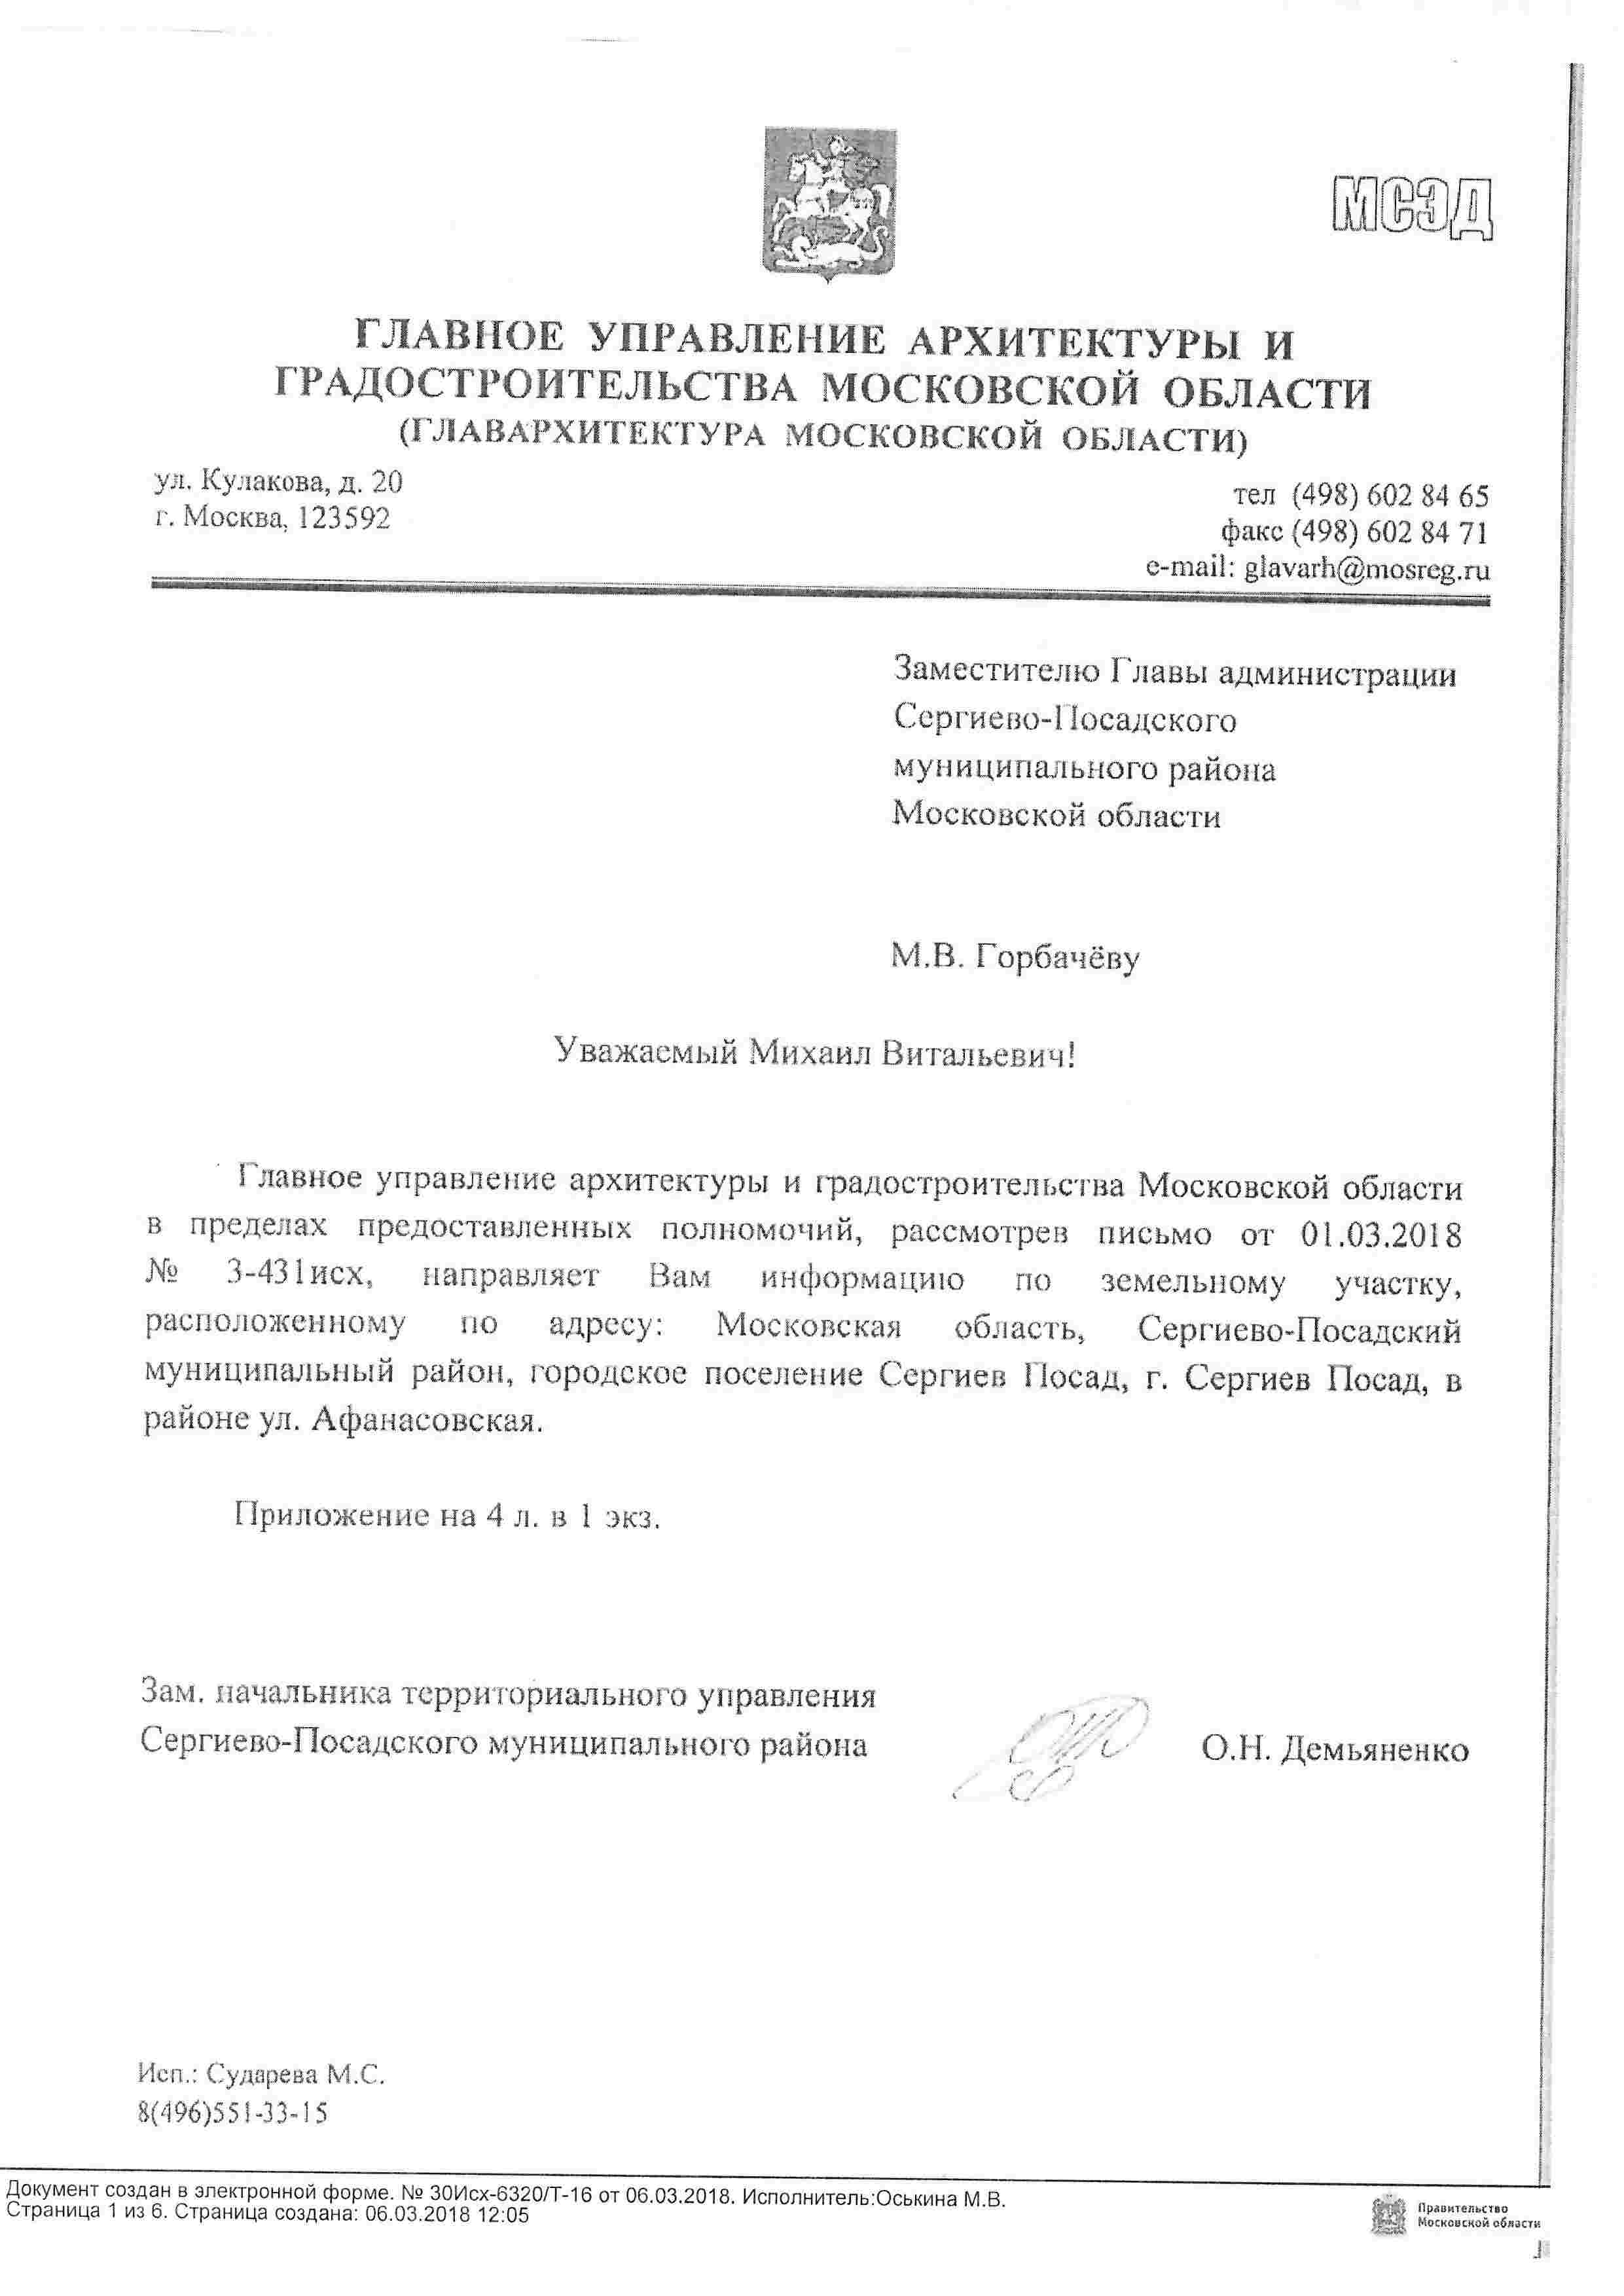 МСЭД
ГЛАВНОЕ УПРАВЛЕНИЕ АРХИТЕКТУРЫ И
ГРАДОСТРОИТЕЛЬСТВА МОСКОВСКОЙ ОБЛАСТИ
(ГЛАВАРХИТЕКТУРА МОСКОВСКОЙ ОБЛАСТИ)
ул. Кулакова, д. 20
г. Москва, 123592
тел (498) 602 84 65
факс (498) 602 84 71
e-mail: glavarh@mosreg.ru
Заместителю Главы администрации
Сергиево-Посадского
муниципального района
Московской области
М.В. Горбачёву
Уважаемый Михаил Витальевич!
Главное управление архитектуры и градостроительства Московской области
в пределах предоставленных полномочий, рассмотрев письмо от 01.03.2018
№ 3-431исх, направляет Вам информацию по земельному участку,
расположенному по адресу: Московская область, Сергиево-Посадский
муниципальный район, городское поселение Сергиев Посад, г. Сергиев Посад, в
районе ул. Афанасовская.
Приложение на 4 л. в 1 экз.
Зам. начальника территориального управления
Сергиево-Посадского муниципального района
О.Н. Демьяненко
Исп.: Сударева М.С.
8(496)551-33-15
Документ создан в электронной форме. № 30Исх-6320/Т-16 от 06.03.2018. Исполнитель:Оськина М.В.
Страница 1 из 6. Страница создана: 06.03.2018 12:05
Правительство
Московской области